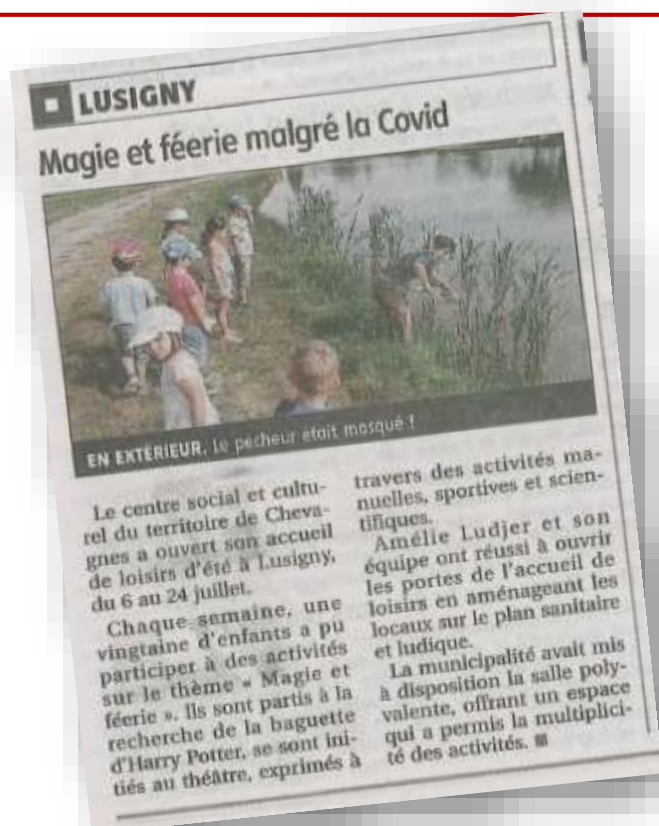 LUSIGNY
Magie et féerie malgré la Covid
EN EXTÉRIEUR. Le pêcheur était masqué !
Le centre social et cultu-
rel du territoire de Cheva-
gnes a ouvert son accueil
de loisirs d'été à Lusigny,
du 6 au 24 juillet.
Chaque semaine, une
vingtaine d'enfants a pu
participer à des activités
sur le thème « Magie et
féerie ». Ils sont partis à la
recherche de la baguette
d'Harry Potter, se sont ini-
tiés au théâtre, exprimés à
travers des activités ma-
nuelles, sportives et scien-
tifiques.
Amélie Ludjer et son
équipe ont réussi à ouvrir
les portes de l'accueil de
loisirs en aménageant les
locaux sur le plan sanitaire
et ludique.
La municipalité avait mis
à disposition la salle poly-
valente, offrant un espace
qui a permis la multiplici-
té des activités.